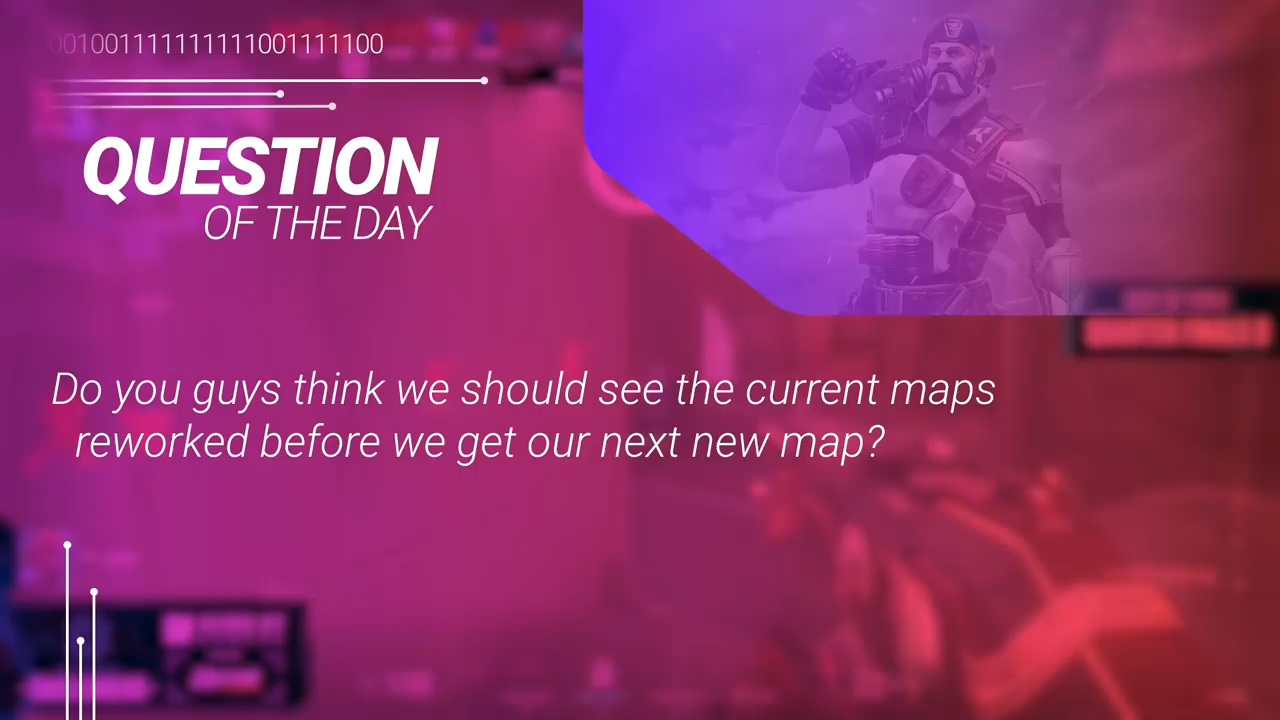 001001111111111001111100
QUESTION
OF THE DAY
Do you guys think we should see the current maps
reworked before we get our next new map?